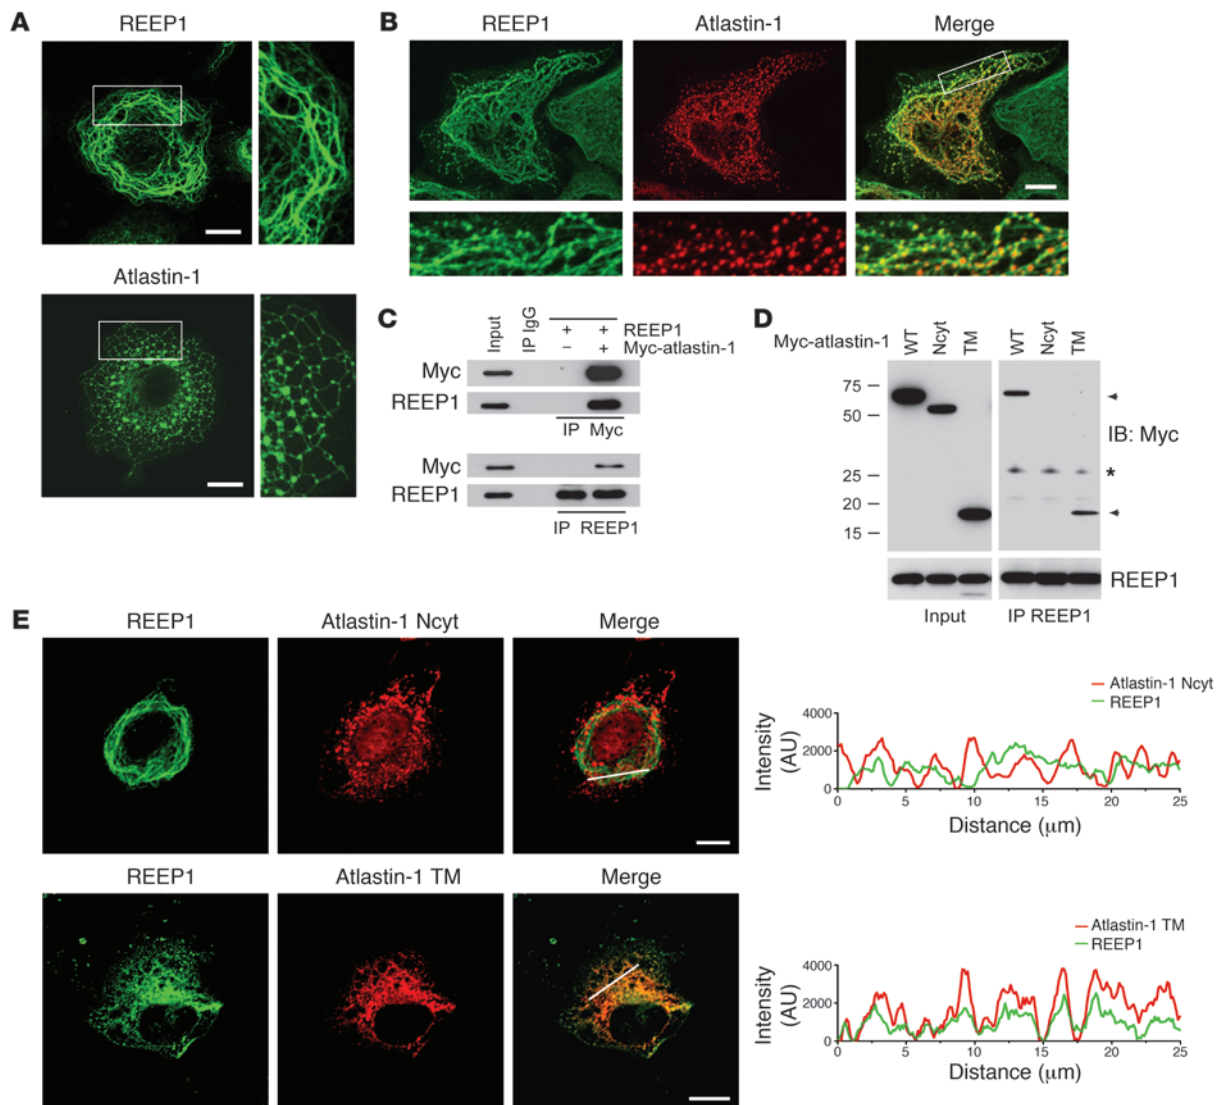 A
REEP1
Atlastin-1
B
REEP1 Atlastin-1 Merge
C
Input IP IgG
+ + REEP1
− + Myc-atlastin-1
Myc
REEP1
IP Myc
Myc
REEP1
IP REEP1
D
Myc-atlastin-1 WT Ncyt TM WT Ncyt TM
75
50
IB: Myc
25 *
20
15
REEP1
Input IP REEP1
E
REEP1 Atlastin-1 Ncyt Merge
Atlastin-1 Ncyt
REEP1
Intensity (AU)
4000
2000
0
0 5 10 15 20 25
Distance (μm)
REEP1 Atlastin-1 TM Merge
Atlastin-1 TM
REEP1
Intensity (AU)
4000
2000
0
0 5 10 15 20 25
Distance (μm)